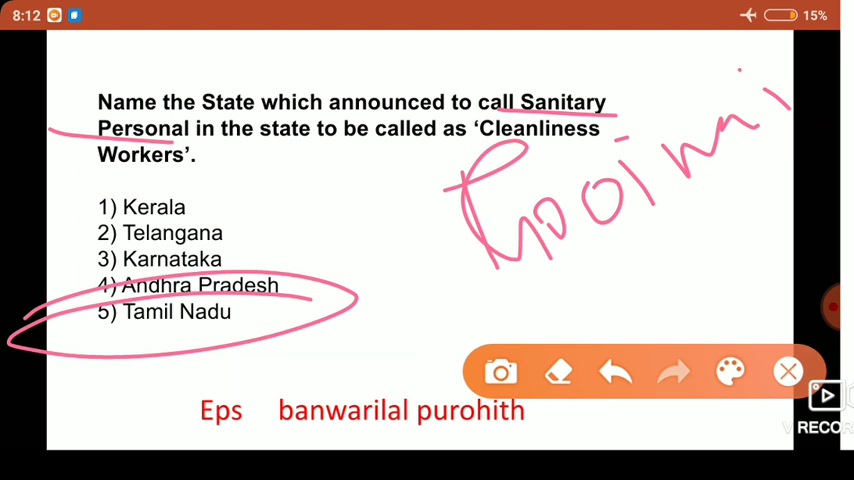 8:12
15%
Name the State which announced to call Sanitary
Personal in the state to be called as ‘Cleanliness
Workers’.
1) Kerala
2) Telangana
3) Karnataka
4) Andhra Pradesh
5) Tamil Nadu
Eps banwarilal purohith